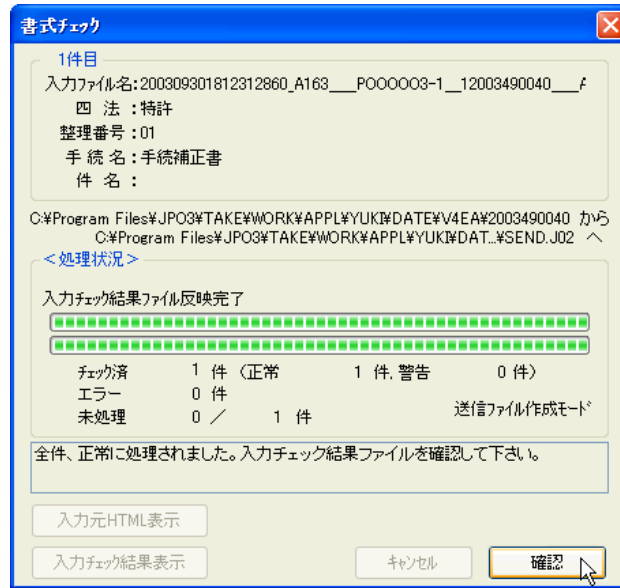 書式チェック
1件目
入力ファイル名:200309301812312860_A163___P000003-1__12003490040___A
四 法 :特許
整理番号 :01
手 続 名 :手続補正書
件 名 :
C:¥Program Files¥JPO3¥TAKE¥WORK¥APPL¥YUKI¥DATE¥V4EA¥2003490040 から
C:¥Program Files¥JPO3¥TAKE¥WORK¥APPL¥YUKI¥DAT...¥SEND.J02 へ
<処理状況>
入力チェック結果ファイル反映完了
チェック済 1 件 (正常 1 件, 警告 0 件)
エラー 0 件
未処理 0 / 1 件
送信ファイル作成モード
全件、正常に処理されました。入力チェック結果ファイルを確認して下さい。
入力元HTML表示
入力チェック結果表示 キャンセル 確認